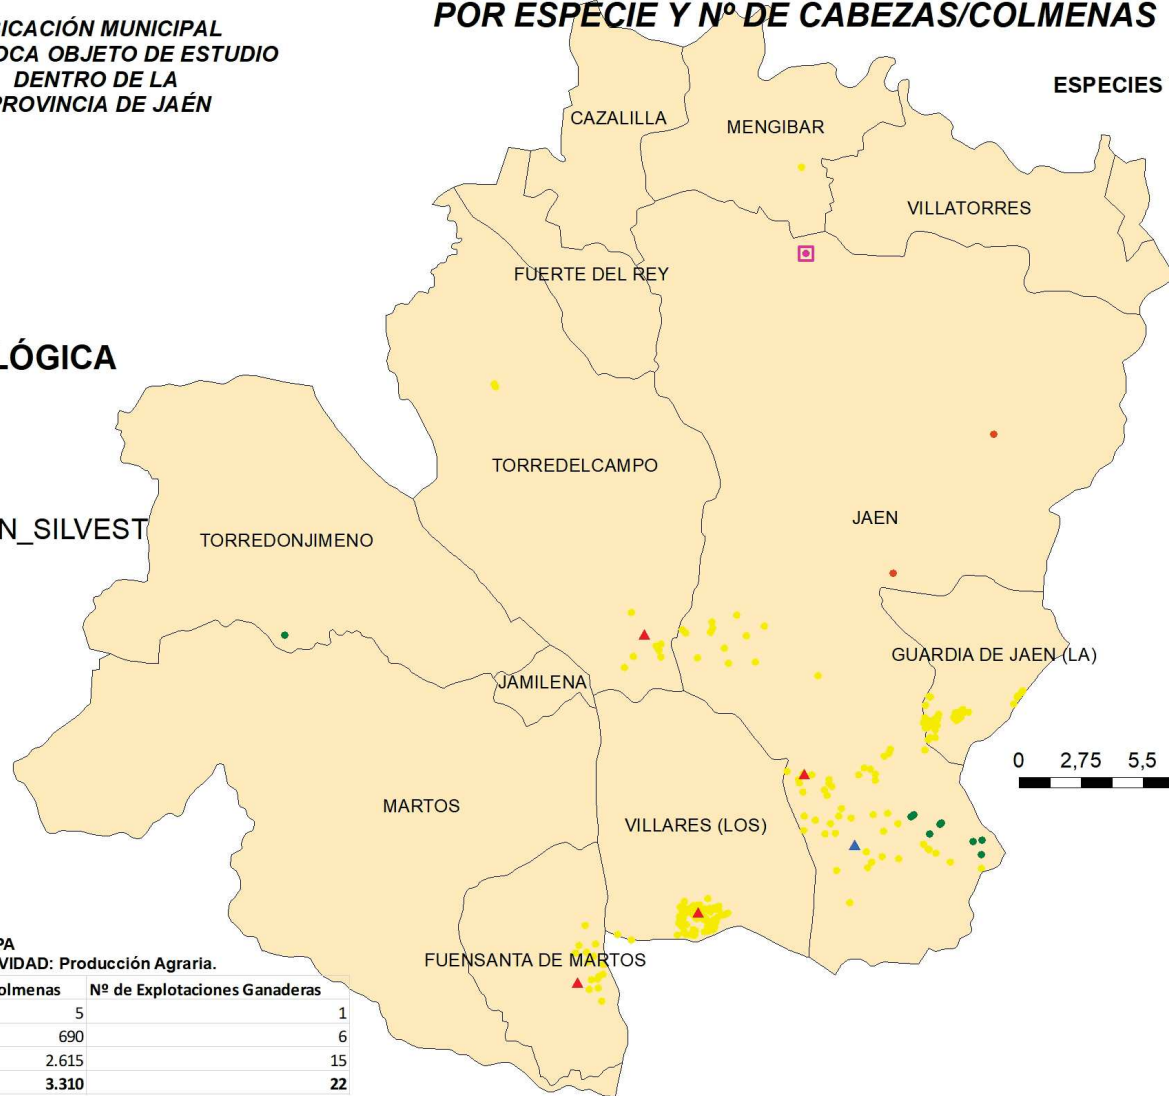 POR ESPECIE Y Nº DE CABEZAS/COLMENAS
ICACIÓN MUNICIPAL
OCA OBJETO DE ESTUDIO
DENTRO DE LA
PROVINCIA DE JAÉN
ESPECIES
CAZALILLA
MENGIBAR
VILLATORRES
FUERTE DEL REY
LÓGICA
TORREDELCAMPO
JAEN
N_SILVEST
TORREDONJIMENO
GUARDIA DE JAEN (LA)
JAMILENA
0 2,75 5,5
MARTOS
VILLARES (LOS)
FUENSANTA DE MARTOS
PA
VIDAD: Producción Agraria.
olmenas Nº de Explotaciones Ganaderas
5 1
690 6
2.615 15
3.310 22